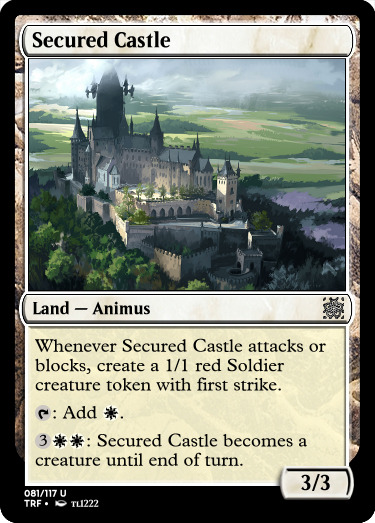 Secured Castle
Land — Animus
Whenever Secured Castle attacks or
blocks, create a 1/1 red Soldier
creature token with first strike.
: Add .
3: Secured Castle becomes a
creature until end of turn.
3/3
081/117 U
TRF • TL1222